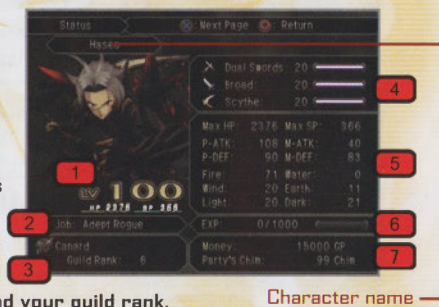 Status
: Next Page : Return
Haseo
Dual Swords 20
Broad: 20
Scythe: 20
4
Max HP: 2376 Max SP: 366
P-ATK: 108 M-ATK: 40
P-DEF: 90 M-DEF: 83
Fire: 71 Water: 0
Wind: 20 Earth: 11
Light 20 Dark: 21
5
1
LV 100
HP 2376 SP 366
s
2
Job: Adept Rogue
EXP: 0/1000
6
Canard
Guild Rank: 6
3
Money: 15000 GP
Party's Chim: 99 Chim
7
nd your guild rank.
Character name